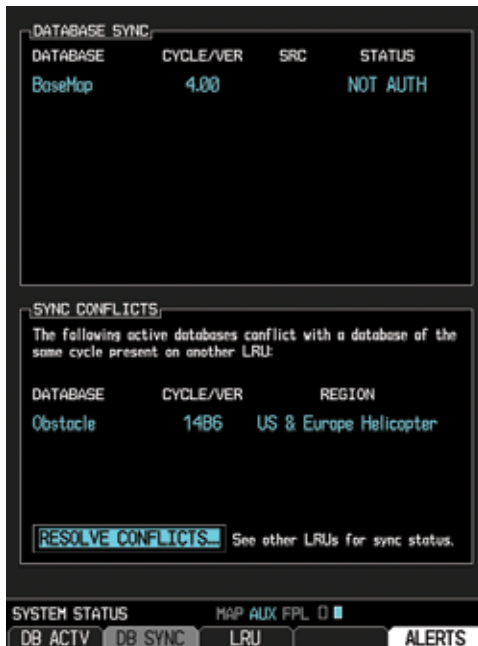 DATABASE SYNC
DATABASE CYCLE/VER SRC STATUS
BaseMap 4.00 NOT AUTH
SYNC CONFLICTS
The following active databases conflict with a database of the
same cycle present on another LRU:
DATABASE CYCLE/VER REGION
Obstacle 14B6 US & Europe Helicopter
RESOLVE CONFLICTS… See other LRUs for sync status.
SYSTEM STATUS MAP AUX FPL
DB ACTV DB SYNC LRU ALERTS